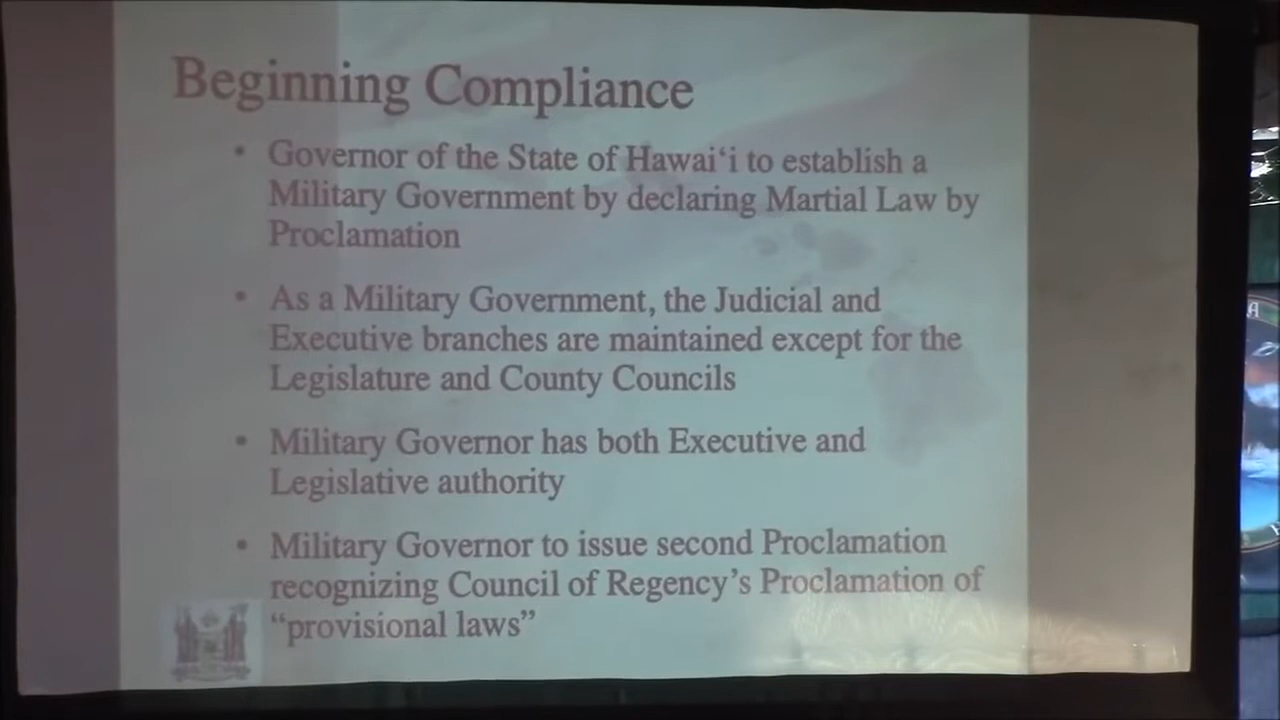 Beginning Compliance
• Governor of the State of Hawaiʻi to establish a
Military Government by declaring Martial Law by
Proclamation
• As a Military Government, the Judicial and
Executive branches are maintained except for the
Legislature and County Councils
• Military Governor has both Executive and
Legislative authority
• Military Governor to issue second Proclamation
recognizing Council of Regency’s Proclamation of
“provisional laws”